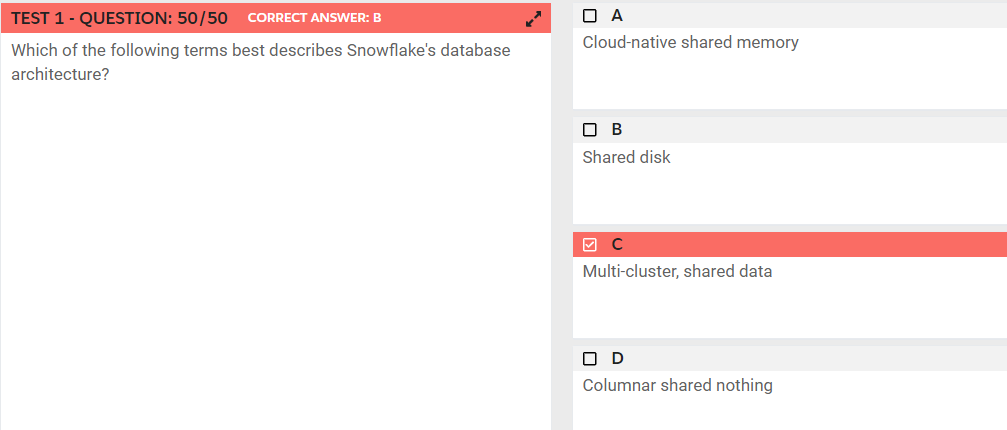 TEST 1 - QUESTION: 50/50 CORRECT ANSWER: B
Which of the following terms best describes Snowflake's database
architecture?
A
Cloud-native shared memory
B
Shared disk
C
Multi-cluster, shared data
D
Columnar shared nothing